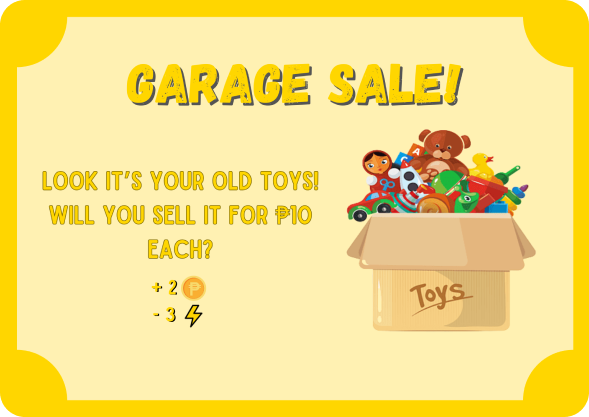 GARAGE SALE!
LOOK IT'S YOUR OLD TOYS!
WILL YOU SELL IT FOR ₱10
EACH?
+ 2 ₱
- 3
Toys